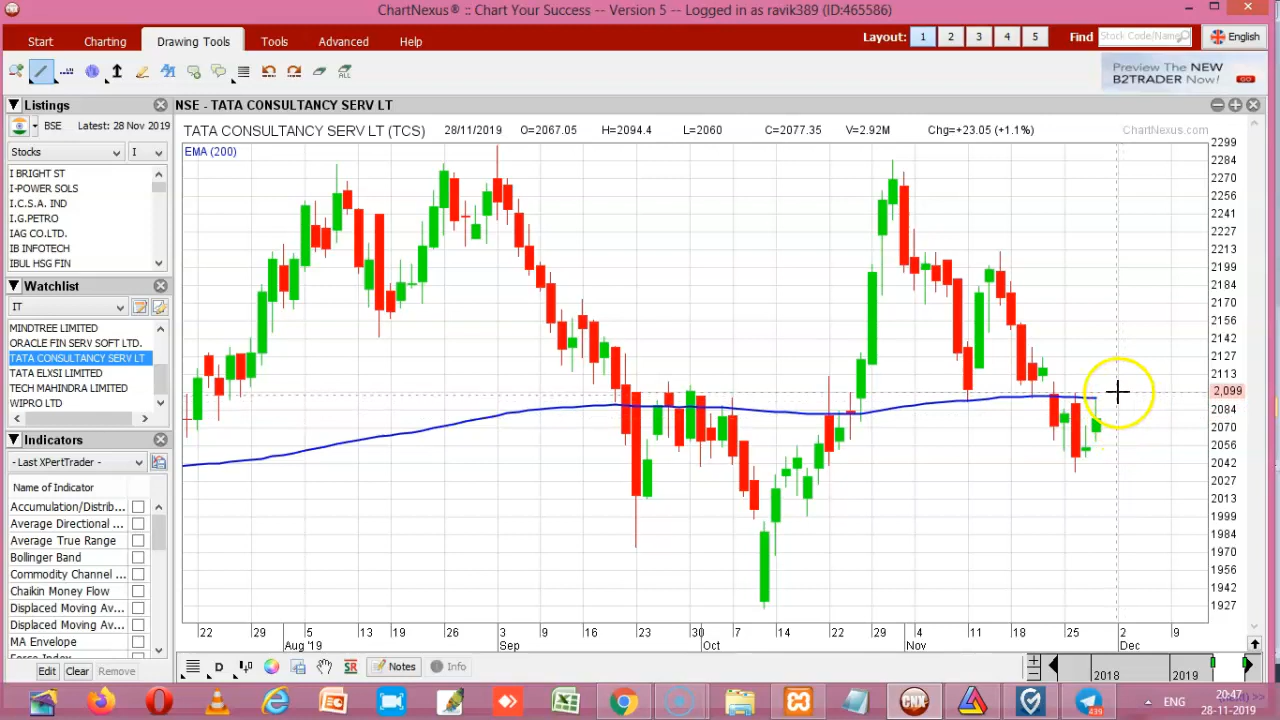 ChartNexus® :: Chart Your Success -- Version 5 -- Logged in as ravik389 (ID:465586)
Start Charting Drawing Tools Tools Advanced Help Layout: 1 2 3 4 5 Find Stock Code/Name English
ALL
Preview The NEW
B2TRADER Now!
Listings
BSE Latest: 28 Nov 2019
Stocks I
I BRIGHT ST
I-POWER SOLS
I.C.S.A. IND
I.G.PETRO
IAG CO.LTD.
IB INFOTECH
IBUL HSG FIN
Watchlist
IT
MINDTREE LIMITED
ORACLE FIN SERV SOFT LTD.
TATA CONSULTANCY SERV LT
TATA ELXSI LIMITED
TECH MAHINDRA LIMITED
WIPRO LTD
Indicators
- Last XPertTrader -
Name of Indicator
Accumulation/Distrib...
Average Directional ...
Average True Range
Bollinger Band
Commodity Channel ...
Chaikin Money Flow
Displaced Moving Av...
Displaced Moving Av...
MA Envelope
Edit Clear Remove
NSE - TATA CONSULTANCY SERV LT
TATA CONSULTANCY SERV LT (TCS) 28/11/2019 O=2067.05 H=2094.4 L=2060 C=2077.35 V=2.92M Chg=+23.05 (+1.1%) ChartNexus.com
EMA (200)
2299
2284
2270
2256
2241
2227
2213
2199
2184
2170
2156
2142
2127
2113
2,099
2084
2070
2056
2042
2027
2013
1999
1984
1970
1956
1942
1927
22 29 5 13 19 26 3 9 16 23 30 7 14 22 29 4 11 18 25 2 9
Aug '19 Sep Oct Nov Dec
D SR Notes Info
2018 2019
439
ENG
20:47
28-11-2019